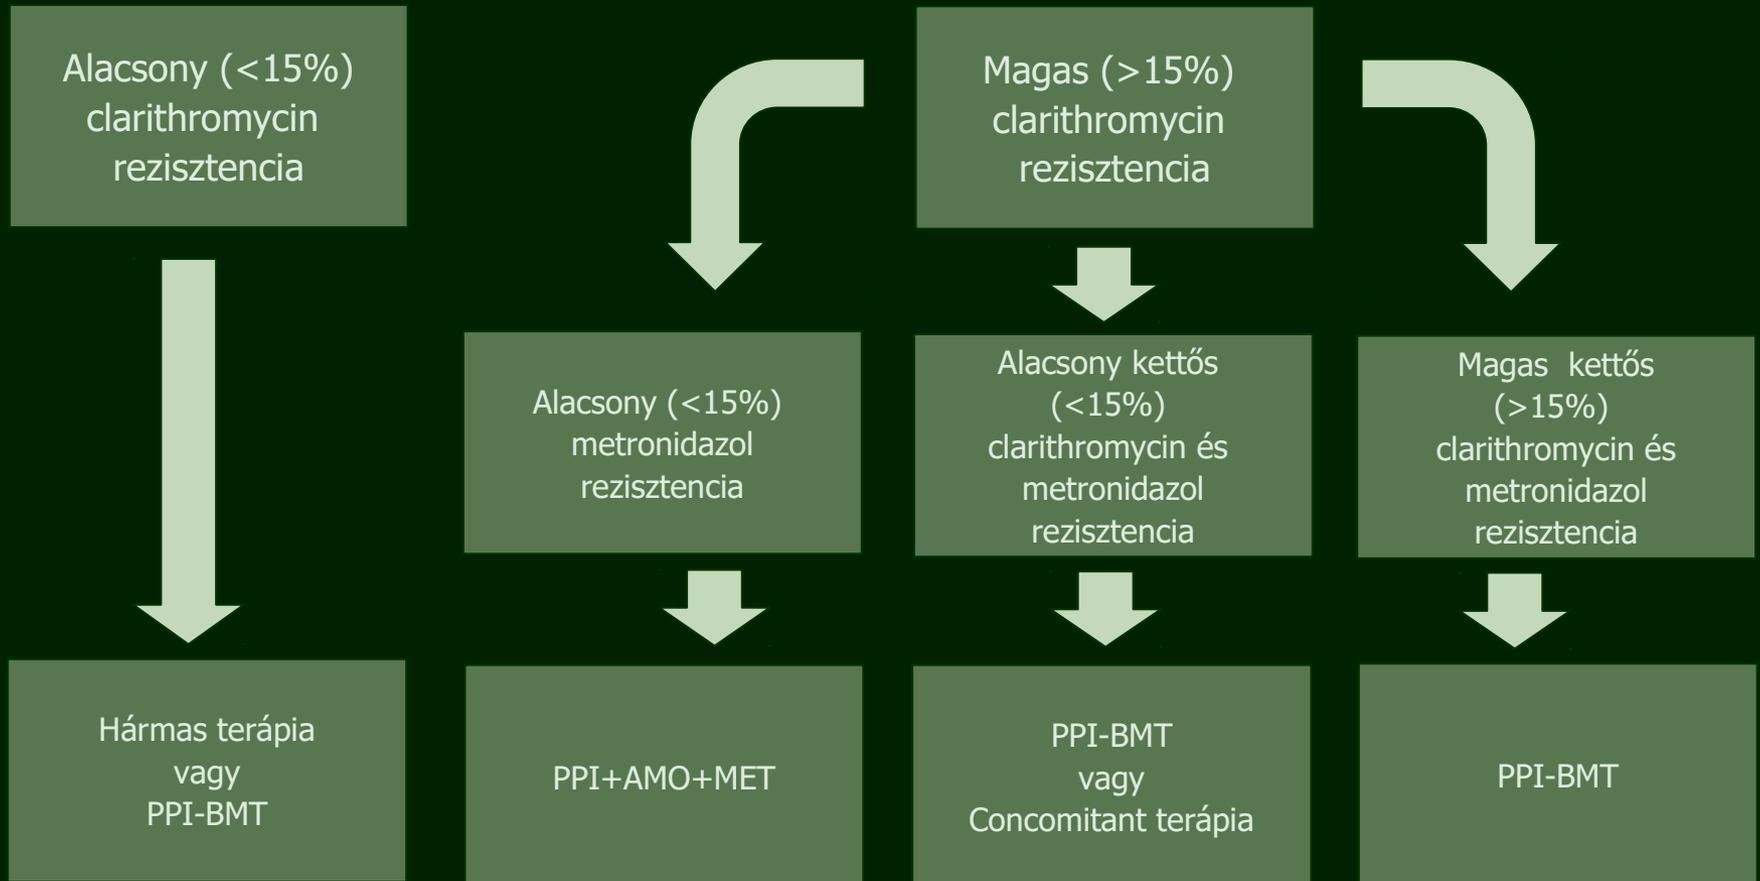 Alacsony (<15%)
clarithromycin
rezisztencia
Magas (>15%)
clarithromycin
rezisztencia
Alacsony (<15%)
metronidazol
rezisztencia
Alacsony kettős
(<15%)
clarithromycin és
metronidazol
rezisztencia
Magas kettős
(>15%)
clarithromycin és
metronidazol
rezisztencia
Hármas terápia
vagy
PPI-BMT
PPI+AMO+MET
PPI-BMT
vagy
Concomitant terápia
PPI-BMT